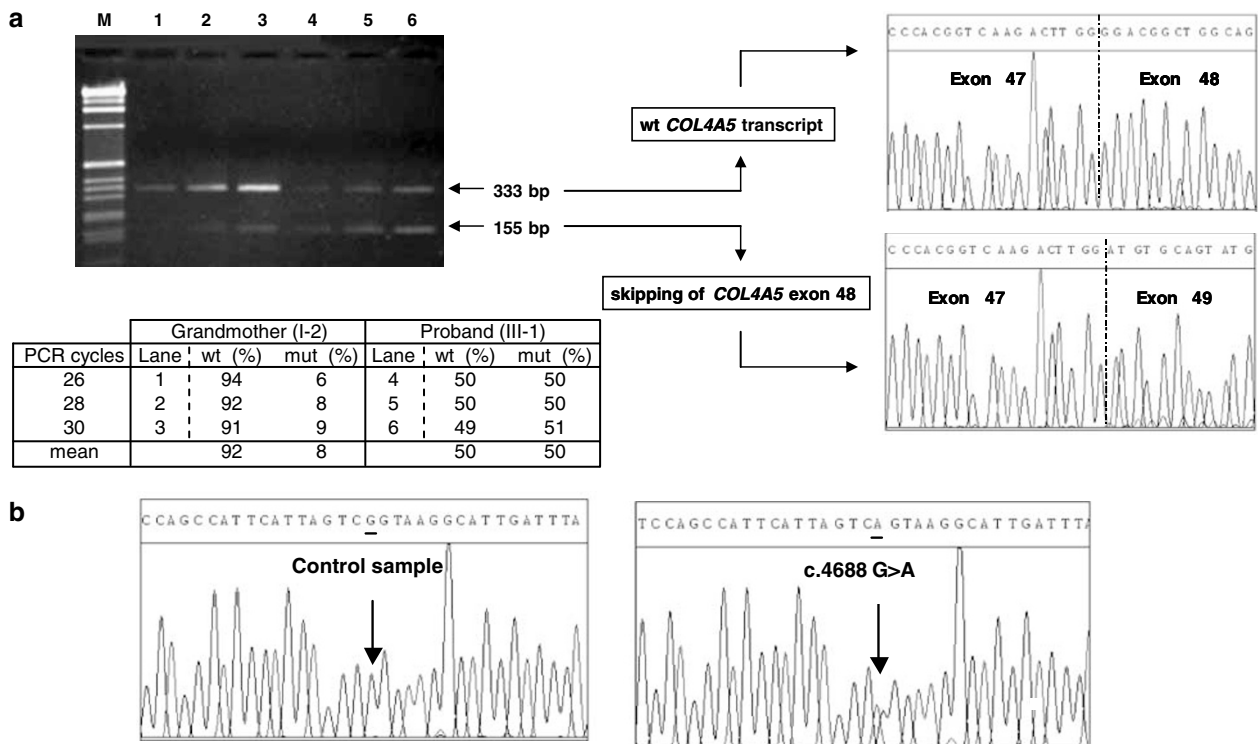 a
M 1 2 3 4 5 6
333 bp
155 bp
wt COL4A5 transcript
skipping of COL4A5 exon 48
CCCACGGTCAAGACTTGGGGACGGCTGGCAG
Exon 47 Exon 48
CCCACGGTCAAGACTTGGATGTGCAGTATG
Exon 47 Exon 49
Grandmother (I-2) Proband (III-1)
PCR cycles Lane wt (%) mut (%) Lane wt (%) mut (%)
26 1 94 6 4 50 50
28 2 92 8 5 50 50
30 3 91 9 6 49 51
mean 92 8 50 50
b
CCAGCCATTCATTAGTCGGTAAGGCATTGATTTA
Control sample
TCCAGCCATTCATTAGTCAGTAAGGCATTGATTTA
c.4688 G>A